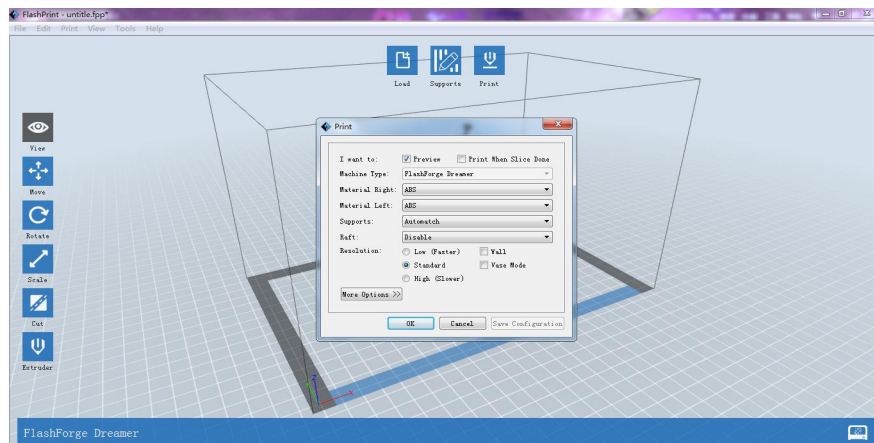 FlashPrint - untitle.fpp*
File Edit Print View Tools Help
Load Supports Print
View
Move
Rotate
Scale
Cut
Extruder
Print
I want to: Preview Print When Slice Done
Machine Type: FlashForge Dreamer
Material Right: ABS
Material Left: ABS
Supports: Automatch
Raft: Disable
Resolution: Low (Faster) Wall
Standard Vase Mode
High (Slower)
More Options >>
OK Cancel Save Configuration
Z
X
FlashForge Dreamer